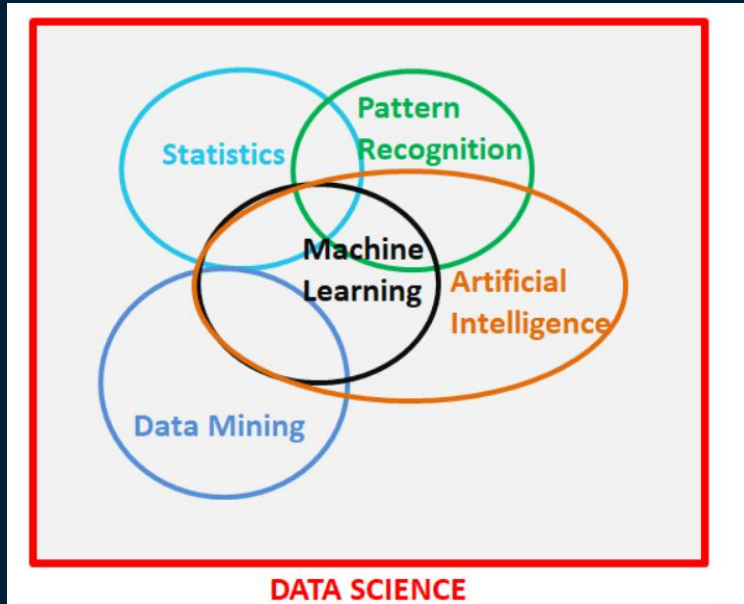 Pattern
Recognition
Statistics
Machine
Learning
Artificial
Intelligence
Data Mining
DATA SCIENCE